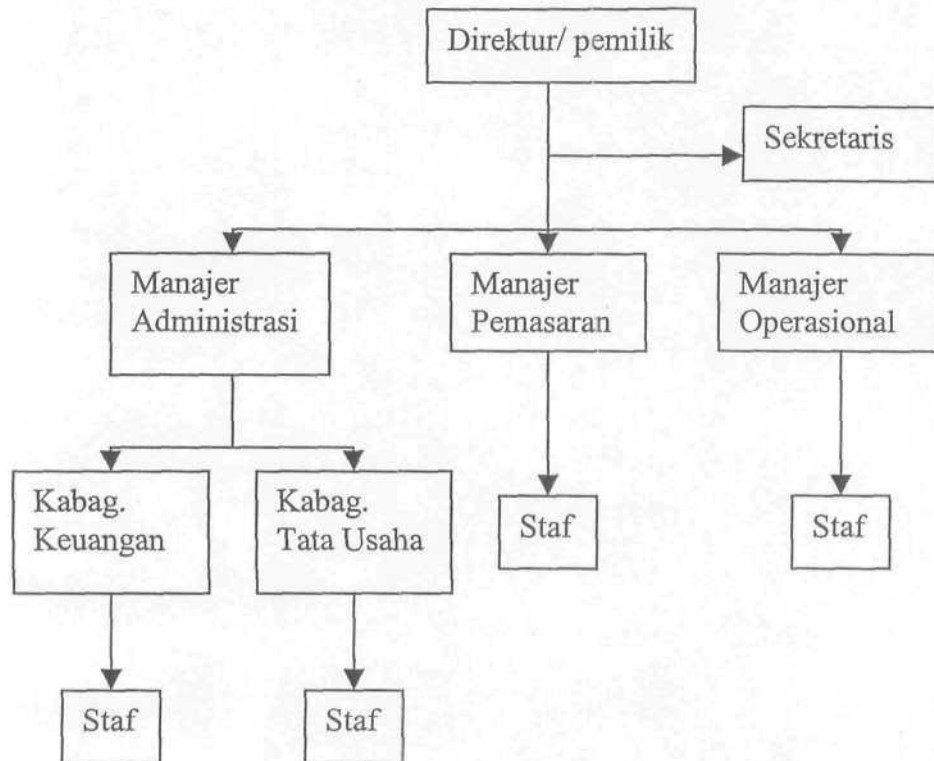 Direktur/ pemilik
Sekretaris
Manajer
Administrasi
Manajer
Pemasaran
Manajer
Operasional
Kabag.
Keuangan
Kabag.
Tata Usaha
Staf
Staf
Staf
Staf